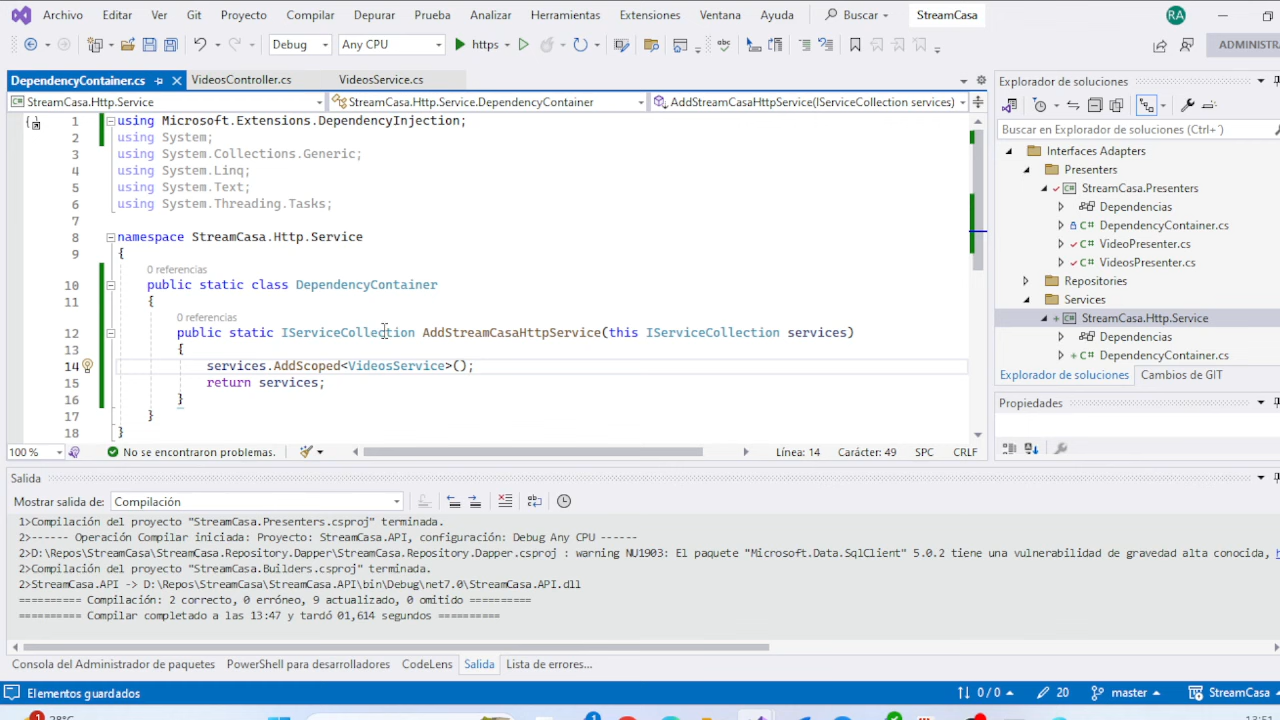 Archivo Editar Ver Git Proyecto Compilar Depurar Prueba Analizar Herramientas Extensiones Ventana Ayuda Buscar StreamCasa RA
Debug Any CPU https ADMINISTR
DependencyContainer.cs VideosController.cs VideosService.cs
StreamCasa.Http.Service StreamCasa.Http.Service.DependencyContainer AddStreamCasaHttpService(IServiceCollection services)
1 using Microsoft.Extensions.DependencyInjection;
2 using System;
3 using System.Collections.Generic;
4 using System.Linq;
5 using System.Text;
6 using System.Threading.Tasks;
7
8 namespace StreamCasa.Http.Service
9 {
0 referencias
10 public static class DependencyContainer
11 {
0 referencias
12 public static IServiceCollection AddStreamCasaHttpService(this IServiceCollection services)
13 {
14 services.AddScoped<VideosService>();
15 return services;
16 }
17 }
18 }
100 % No se encontraron problemas. Línea: 14 Carácter: 49 SPC CRLF
Explorador de soluciones
Buscar en Explorador de soluciones (Ctrl+´)
Interfaces Adapters
Presenters
StreamCasa.Presenters
Dependencias
C# DependencyContainer.cs
C# VideoPresenter.cs
C# VideosPresenter.cs
Repositories
Services
StreamCasa.Http.Service
Dependencias
C# DependencyContainer.cs
Explorador de soluciones Cambios de GIT
Propiedades
Salida
Mostrar salida de: Compilación
1>Compilación del proyecto "StreamCasa.Presenters.csproj" terminada.
2>------ Operación Compilar iniciada: Proyecto: StreamCasa.API, configuración: Debug Any CPU ------
2>D:\Repos\StreamCasa\StreamCasa.Repository.Dapper\StreamCasa.Repository.Dapper.csproj : warning NU1903: El paquete "Microsoft.Data.SqlClient" 5.0.2 tiene una vulnerabilidad de gravedad alta conocida, h
2>Compilación del proyecto "StreamCasa.Builders.csproj" terminada.
2>StreamCasa.API -> D:\Repos\StreamCasa\StreamCasa.API\bin\Debug\net7.0\StreamCasa.API.dll
========== Compilación: 2 correcto, 0 erróneo, 9 actualizado, 0 omitido ==========
========== Compilar completado a las 13:47 y tardó 01,614 segundos ==========
Consola del Administrador de paquetes PowerShell para desarrolladores CodeLens Salida Lista de errores...
Elementos guardados 0 / 0 20 master StreamCasa
1 28°C 1 13:51